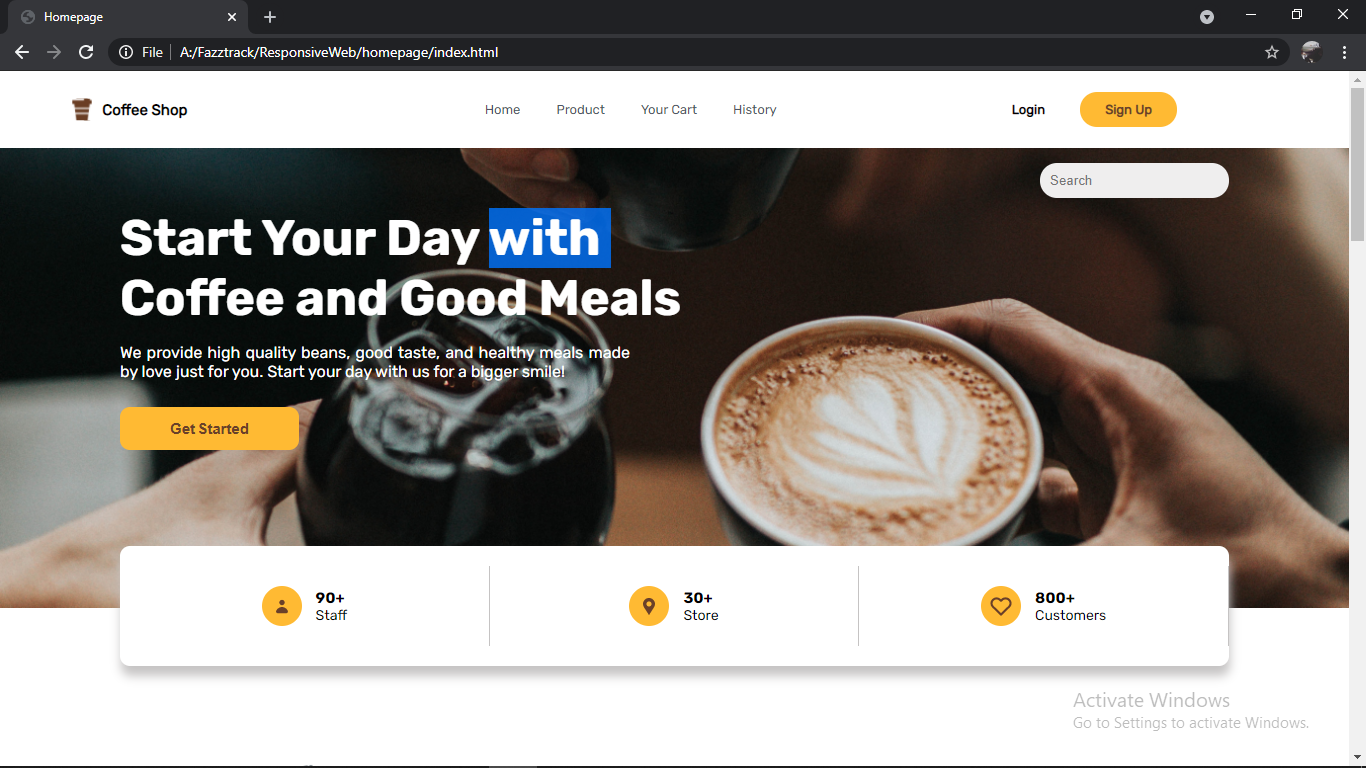 Homepage
File A:/Fazztrack/ResponsiveWeb/homepage/index.html
Coffee Shop
Home Product Your Cart History
Login Sign Up
Search
Start Your Day with
Coffee and Good Meals
We provide high quality beans, good taste, and healthy meals made
by love just for you. Start your day with us for a bigger smile!
Get Started
90+
Staff
30+
Store
800+
Customers
Activate Windows
Go to Settings to activate Windows.